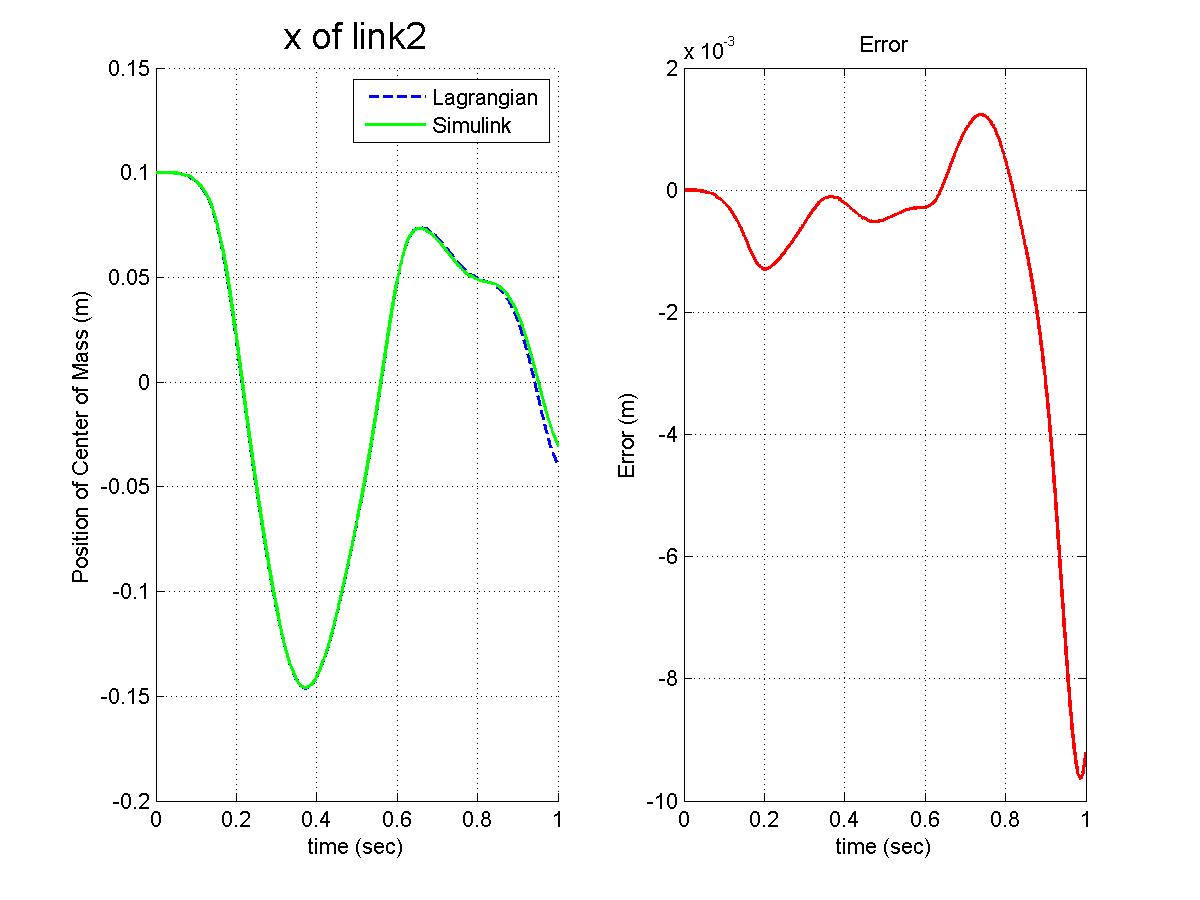 x of link2
0.15
0.1
0.05
0
-0.05
-0.1
-0.15
-0.2
Position of Center of Mass (m)
Lagrangian
Simulink
0 0.2 0.4 0.6 0.8 1
time (sec)
Error
x 10-3
2
0
-2
-4
-6
-8
-10
Error (m)
0 0.2 0.4 0.6 0.8 1
time (sec)